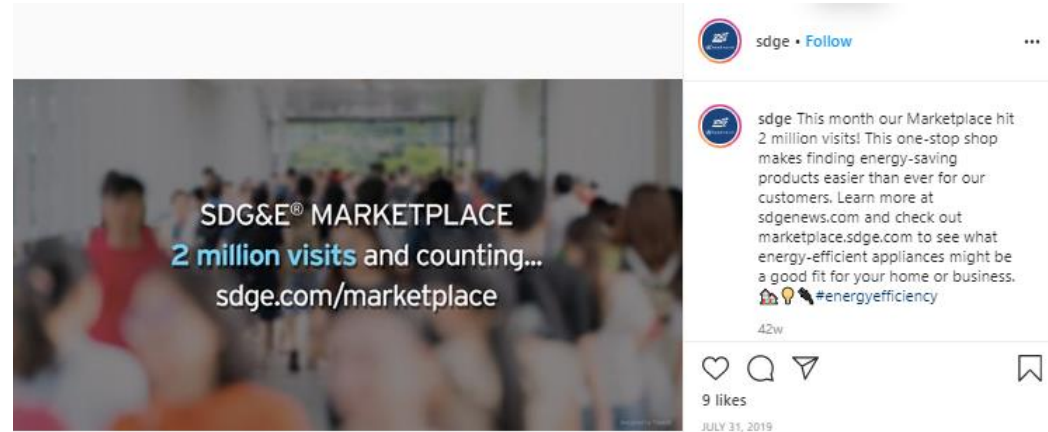 SDG&E® MARKETPLACE
2 million visits and counting...
sdge.com/marketplace
sdge • Follow
sdge This month our Marketplace hit
2 million visits! This one-stop shop
makes finding energy-saving
products easier than ever for our
customers. Learn more at
sdgenews.com and check out
marketplace.sdge.com to see what
energy-efficient appliances might be
a good fit for your home or business.
🏘️💡🔌#energyefficiency
42w
9 likes
JULY 31, 2019